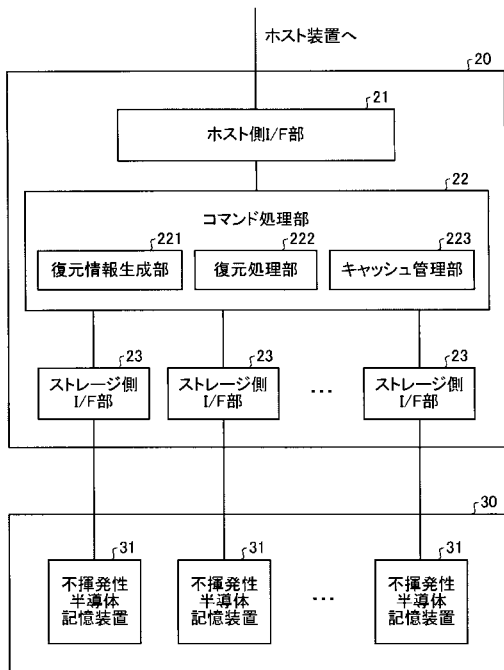 ホスト装置へ
20
21
ホスト側I/F部
22
コマンド処理部
221
222
223
復元情報生成部
復元処理部
キャッシュ管理部
23
23
23
ストレージ側
I/F部
ストレージ側
I/F部
...
ストレージ側
I/F部
30
31
31
31
不揮発性
半導体
記憶装置
不揮発性
半導体
記憶装置
...
不揮発性
半導体
記憶装置